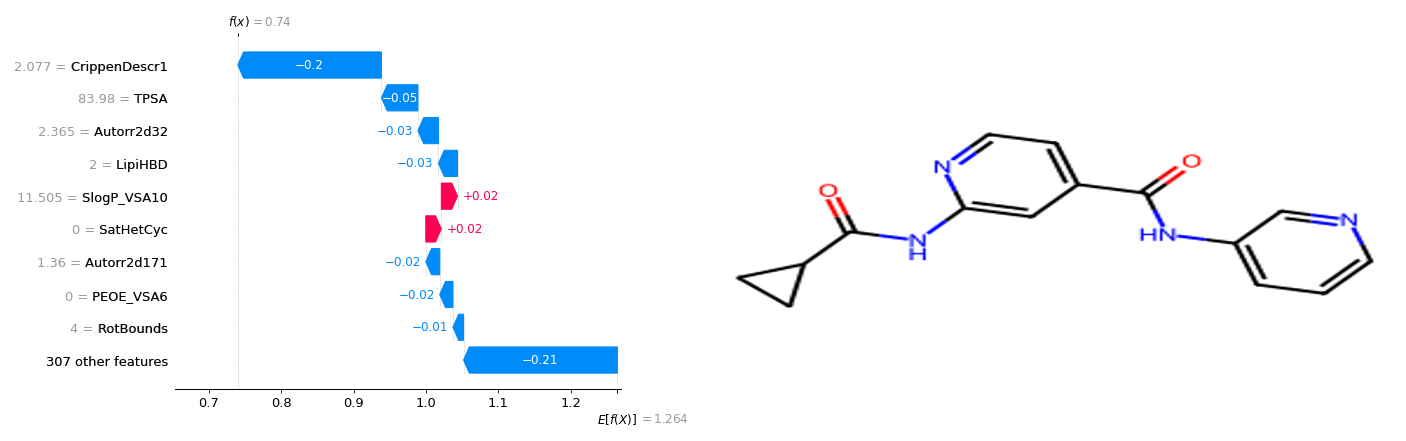 f(x) = 0.74
2.077 = CrippenDescr1
−0.2
83.98 = TPSA
−0.05
2.365 = Autorr2d32
−0.03
2 = LipiHBD
−0.03
11.505 = SlogP_VSA10
+0.02
0 = SatHetCyc
+0.02
1.36 = Autorr2d171
−0.02
0 = PEOE_VSA6
−0.02
4 = RotBounds
−0.01
307 other features
−0.21
0.7 0.8 0.9 1.0 1.1 1.2
E[f(X)] = 1.264
N
O
O
N
HN
N
H